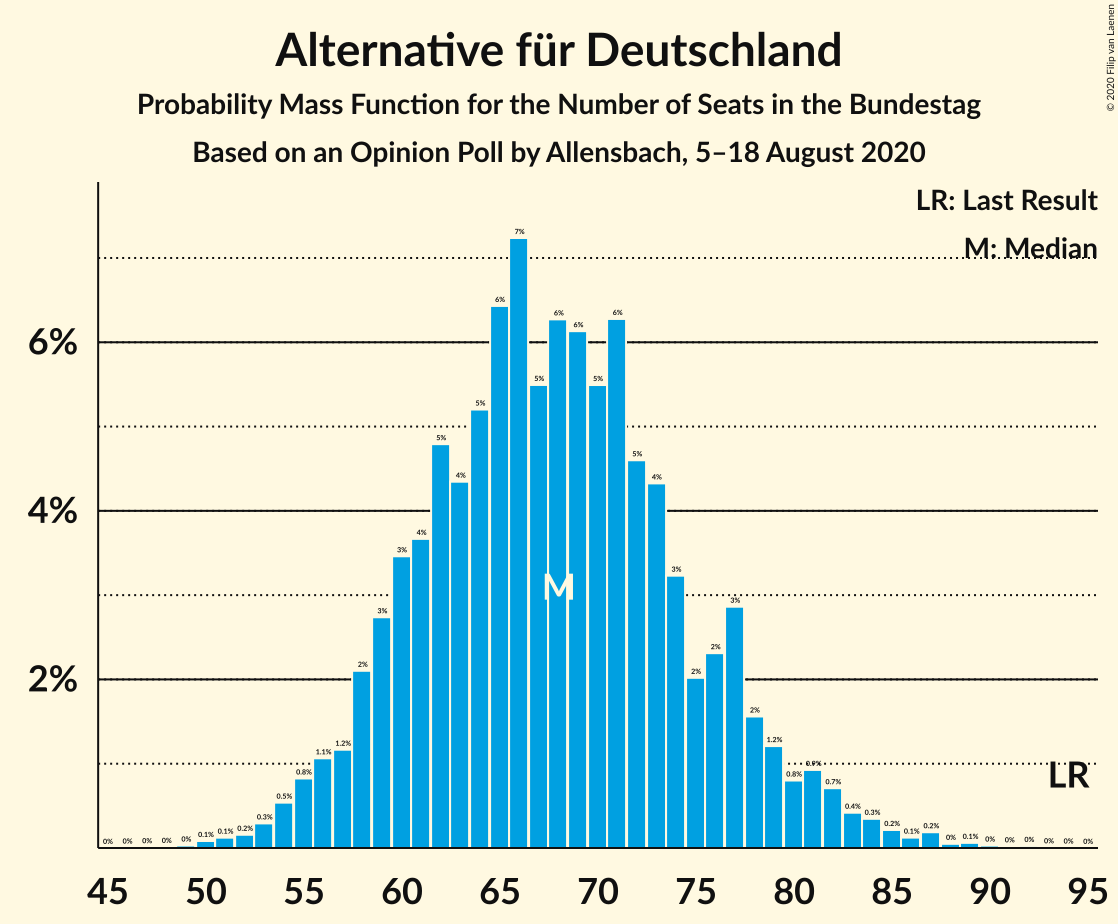 Alternative für Deutschland
Probability Mass Function for the Number of Seats in the Bundestag
Based on an Opinion Poll by Allensbach, 5–18 August 2020
© 2020 Filip van Laenen
LR: Last Result
M: Median
6%
4%
2%
0% 0% 0% 0% 0% 0.1% 0.1% 0.2% 0.3% 0.5% 0.8% 1.1% 1.2% 2% 3% 3% 4% 5% 4% 5% 6% 7% 5% 6% 6% 5% 6% 5% 4% 3% 2% 2% 3% 2% 1.2% 0.8% 0.9% 0.7% 0.4% 0.3% 0.2% 0.1% 0.2% 0% 0.1% 0% 0% 0% 0% 0% 0%
M
LR
45 50 55 60 65 70 75 80 85 90 95